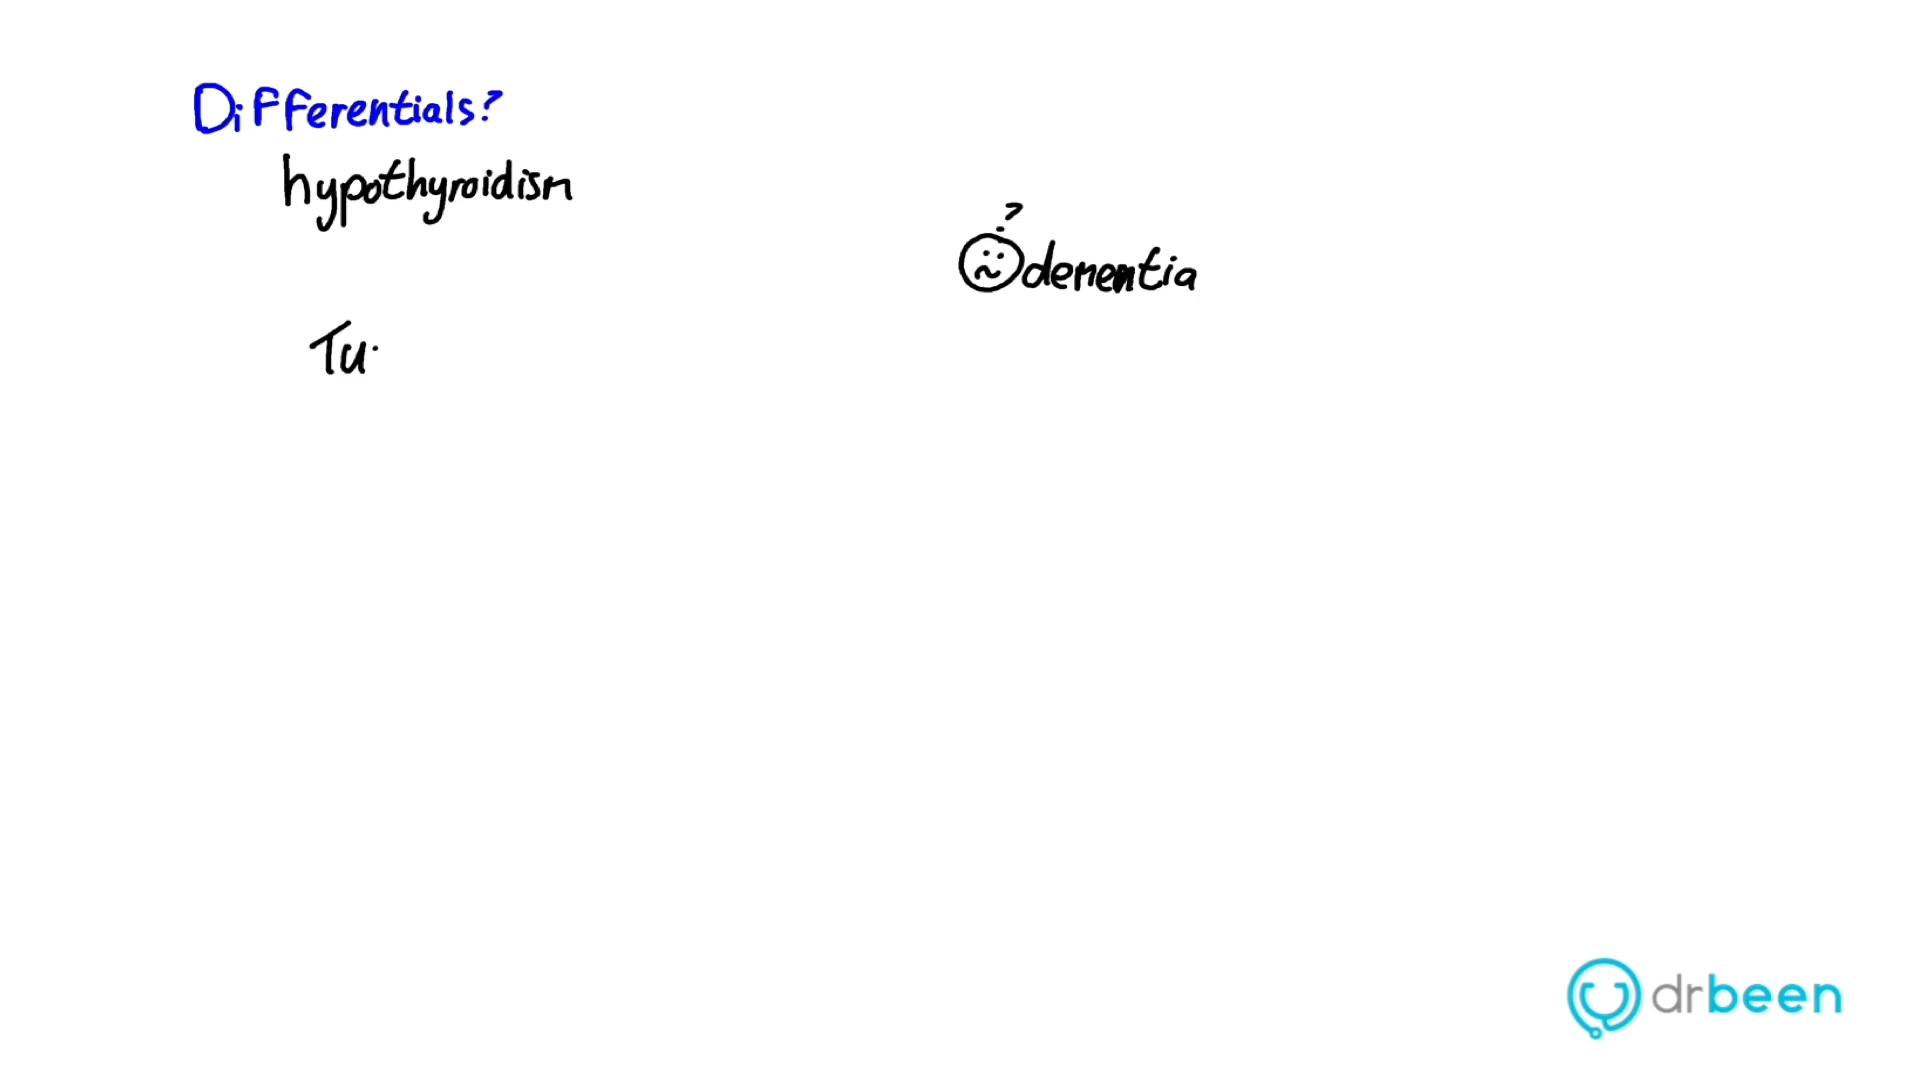 Differentials?
hypothyroidism
?
dementia
Tu
drbeen